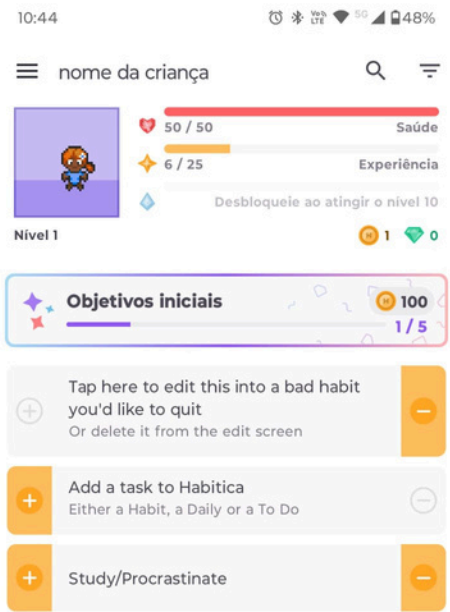 10:44
Vo) LTE 5G 48%
nome da criança
50 / 50 Saúde
6 / 25 Experiência
Desbloqueie ao atingir o nível 10
Nível 1 1 0
Objetivos iniciais 100
1 / 5
Tap here to edit this into a bad habit
you'd like to quit
Or delete it from the edit screen
Add a task to Habitica
Either a Habit, a Daily or a To Do
Study/Procrastinate